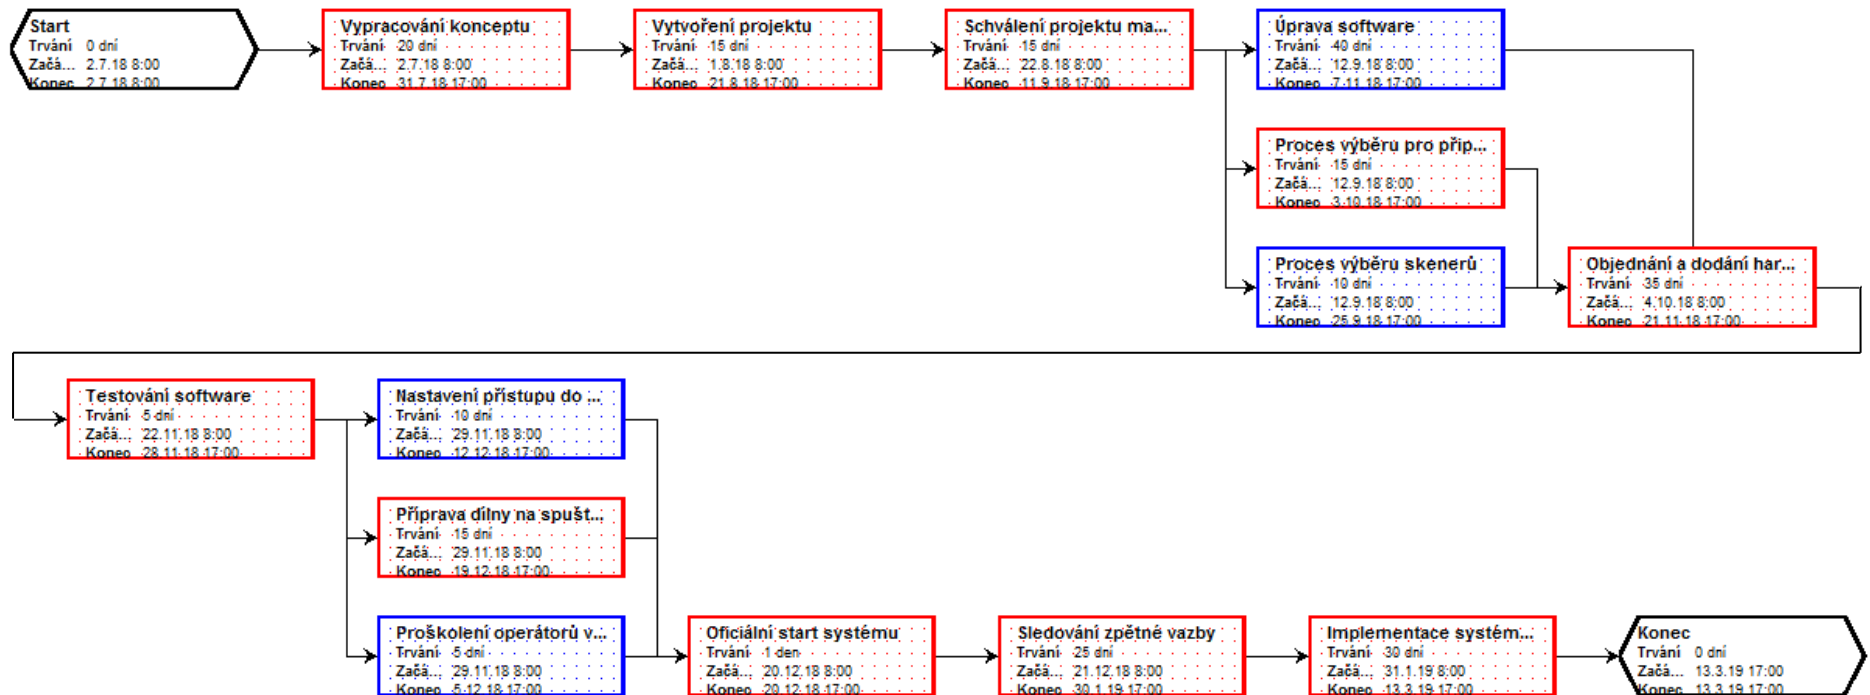 Start
Trvání 0 dní
Začá... 2.7.18 8:00
Konec 2.7.18 8:00
Vypracování konceptu
Trvání 20 dní
Začá... 2.7.18 8:00
Konec 31.7.18 17:00
Vytvoření projektu
Trvání 15 dní
Začá... 1.8.18 8:00
Konec 21.8.18 17:00
Schválení projektu ma...
Trvání 15 dní
Začá... 22.8.18 8:00
Konec 11.9.18 17:00
Úprava software
Trvání 40 dní
Začá... 12.9.18 8:00
Konec 7.11.18 17:00
Proces výběru pro přip...
Trvání 15 dní
Začá... 12.9.18 8:00
Konec 3.10.18 17:00
Proces výběru skenerů
Trvání 10 dní
Začá... 12.9.18 8:00
Konec 25.9.18 17:00
Objednání a dodání har...
Trvání 35 dní
Začá... 4.10.18 8:00
Konec 21.11.18 17:00
Testování software
Trvání 5 dní
Začá... 22.11.18 8:00
Konec 28.11.18 17:00
Nastavení přístupu do ...
Trvání 10 dní
Začá... 29.11.18 8:00
Konec 12.12.18 17:00
Příprava dílny na spušt...
Trvání 15 dní
Začá... 29.11.18 8:00
Konec 19.12.18 17:00
Proškolení operátorů v...
Trvání 5 dní
Začá... 29.11.18 8:00
Konec 5.12.18 17:00
Oficiální start systému
Trvání 1 den
Začá... 20.12.18 8:00
Konec 20.12.18 17:00
Sledování zpětné vazby
Trvání 25 dní
Začá... 21.12.18 8:00
Konec 30.1.19 17:00
Implementace systém...
Trvání 30 dní
Začá... 31.1.19 8:00
Konec 13.3.19 17:00
Konec
Trvání 0 dní
Začá... 13.3.19 17:00
Konec 13.3.19 17:00